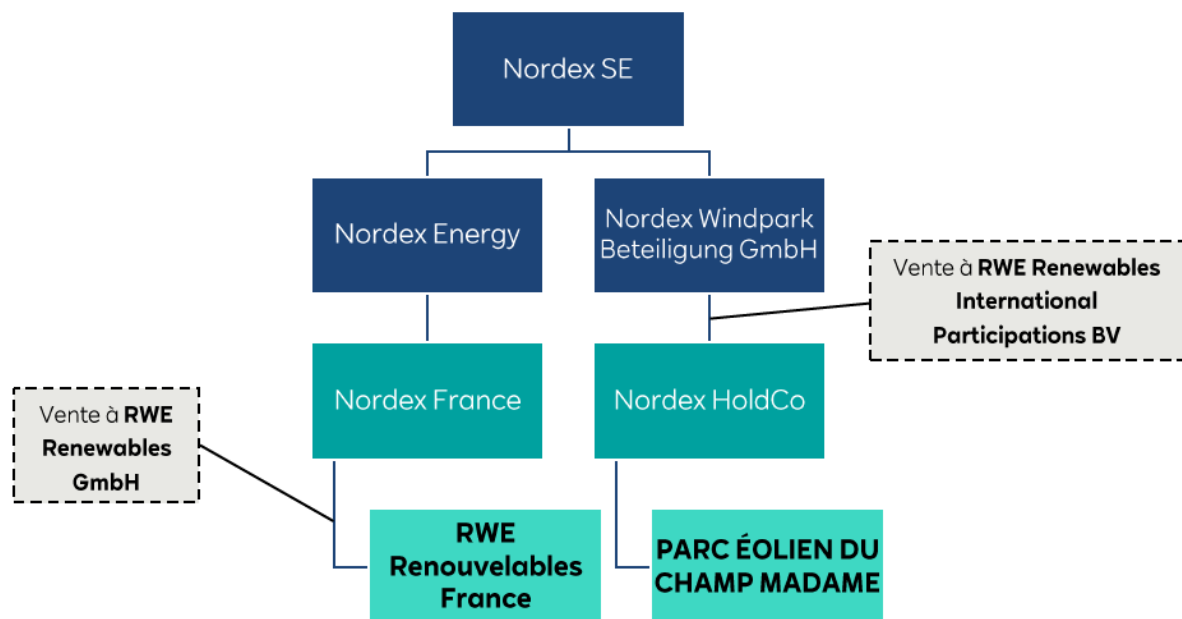 Nordex SE
Nordex Energy
Nordex Windpark
Beteiligung GmbH
Vente à RWE Renewables
International
Participations BV
Nordex France
Nordex HoldCo
Vente à RWE
Renewables
GmbH
RWE
Renouvelables
France
PARC ÉOLIEN DU
CHAMP MADAME